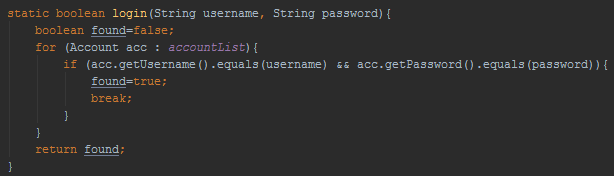 static boolean login(String username, String password){
    boolean found=false;
    for (Account acc : accountList){
        if (acc.getUsername().equals(username) && acc.getPassword().equals(password)){
            found=true;
            break;
        }
    }
    return found;
}